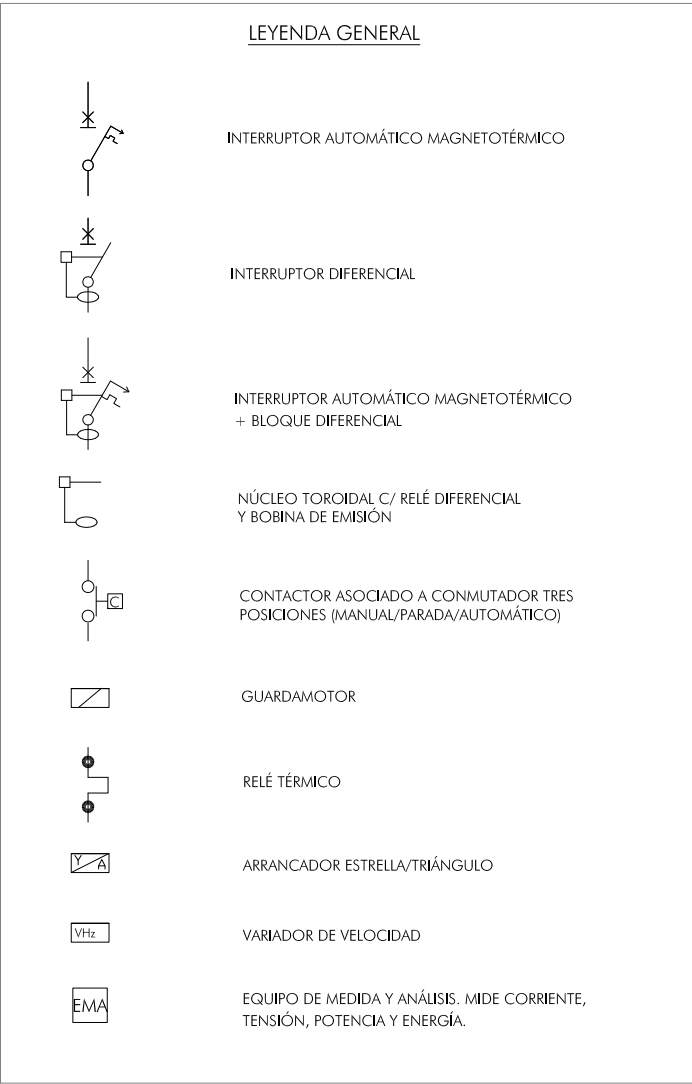 LEYENDA GENERAL
INTERRUPTOR AUTOMÁTICO MAGNETOTÉRMICO
INTERRUPTOR DIFERENCIAL
INTERRUPTOR AUTOMÁTICO MAGNETOTÉRMICO
+ BLOQUE DIFERENCIAL
NÚCLEO TOROIDAL C/ RELÉ DIFERENCIAL
Y BOBINA DE EMISIÓN
C
CONTACTOR ASOCIADO A CONMUTADOR TRES
POSICIONES (MANUAL/PARADA/AUTOMÁTICO)
GUARDAMOTOR
RELÉ TÉRMICO
Y/A
ARRANCADOR ESTRELLA/TRIÁNGULO
VHz
VARIADOR DE VELOCIDAD
EMA
EQUIPO DE MEDIDA Y ANÁLISIS. MIDE CORRIENTE,
TENSIÓN, POTENCIA Y ENERGÍA.